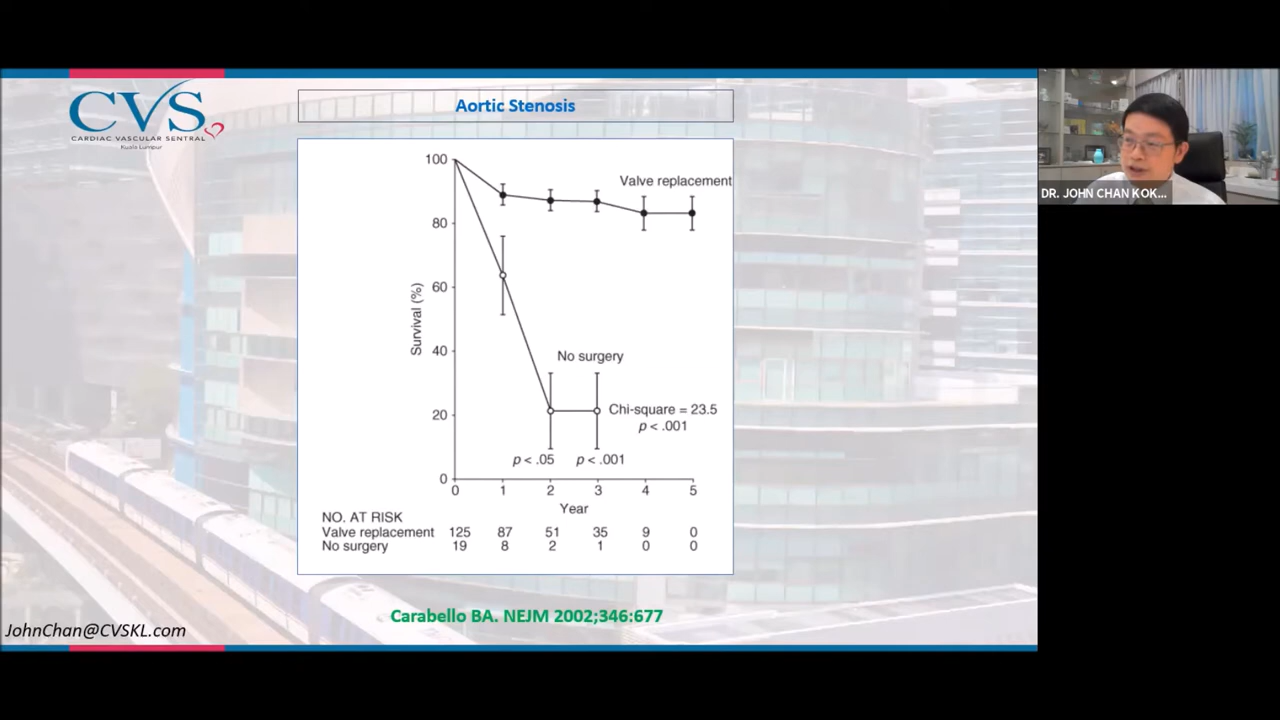 CVS
CARDIAC VASCULAR SENTRAL
Kuala Lumpur
Aortic Stenosis
DR. JOHN CHAN KOK...
100
80
60
40
20
0
Survival (%)
Valve replacement
No surgery
Chi-square = 23.5
p < .001
p < .05 p < .001
0 1 2 3 4 5
Year
NO. AT RISK
Valve replacement 125 87 51 35 9 0
No surgery 19 8 2 1 0 0
Carabello BA. NEJM 2002;346:677
JohnChan@CVSKL.com